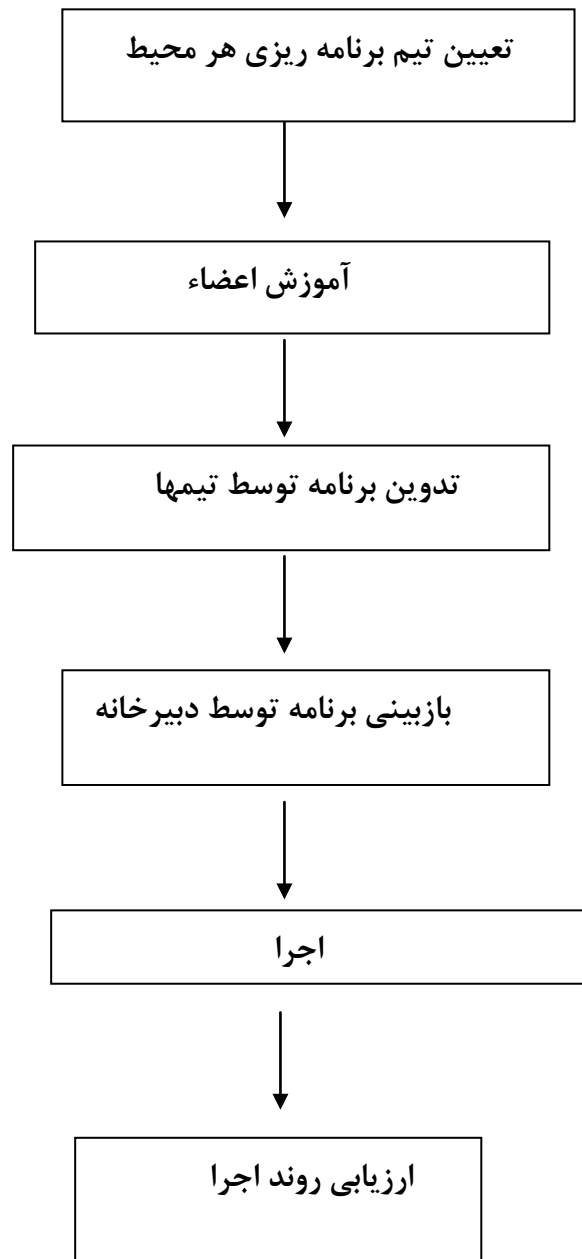 تعیین تیم برنامه ریزی هر محیط
آموزش اعضاء
تدوین برنامه توسط تیمها
بازبینی برنامه توسط دبیرخانه
اجرا
ارزیابی روند اجرا